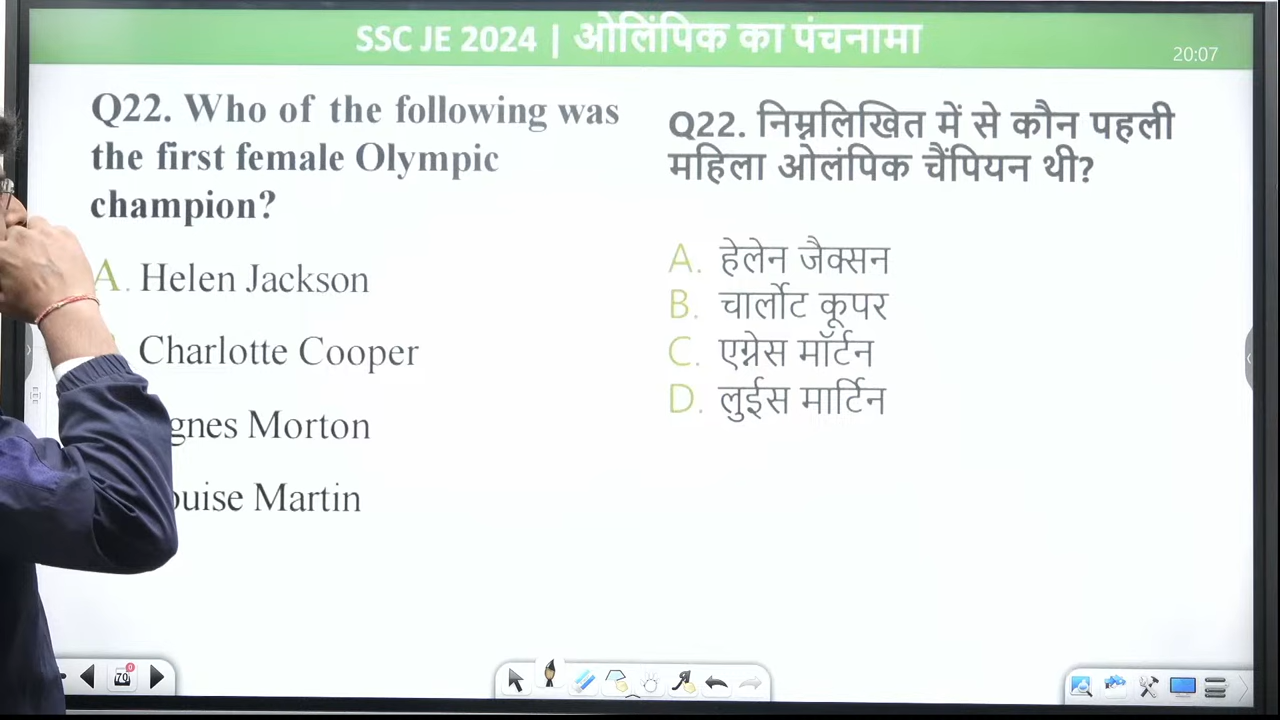 SSC JE 2024 | ओलिंपिक का पंचनामा
20:07
Q22. Who of the following was
the first female Olympic
champion?
A. Helen Jackson
Charlotte Cooper
gnes Morton
ouise Martin
Q22. निम्नलिखित में से कौन पहली
महिला ओलंपिक चैंपियन थी?
A. हेलेन जैक्सन
B. चार्लोट कूपर
C. एग्नेस मॉर्टन
D. लुईस मार्टिन
70
0